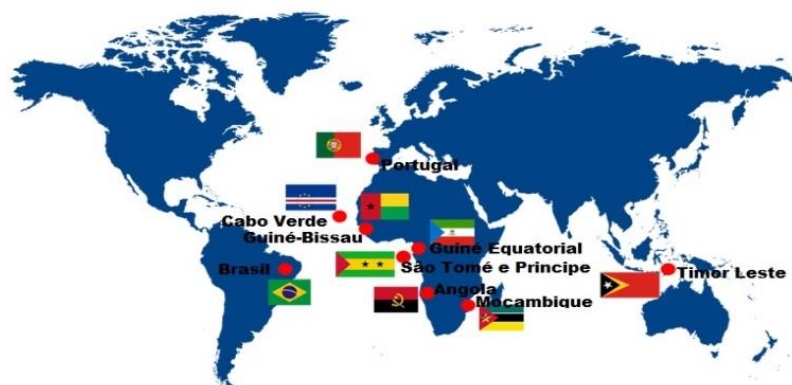 Portugal
Cabo Verde
Guiné-Bissau
Guiné Equatorial
São Tomé e Principe
Brasil
Timor Leste
Angola
Moçambique